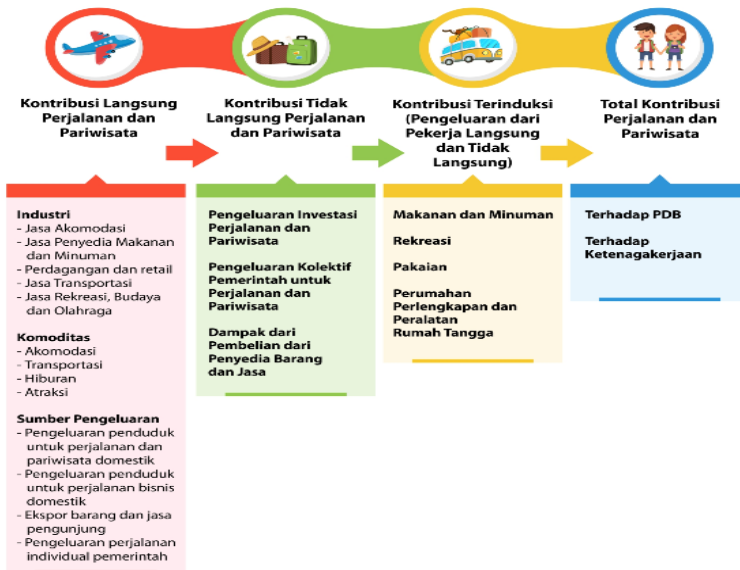 Kontribusi Langsung
Perjalanan dan
Pariwisata
Kontribusi Tidak
Langsung Perjalanan
dan Pariwisata
Kontribusi Terinduksi
(Pengeluaran dari
Pekerja Langsung
dan Tidak
Langsung)
Total Kontribusi
Perjalanan dan
Pariwisata
Industri
- Jasa Akomodasi
- Jasa Penyedia Makanan
dan Minuman
- Perdagangan dan retail
- Jasa Transportasi
- Jasa Rekreasi, Budaya
dan Olahraga
Komoditas
- Akomodasi
- Transportasi
- Hiburan
- Atraksi
Sumber Pengeluaran
- Pengeluaran penduduk
untuk perjalanan dan
pariwisata domestik
- Pengeluaran penduduk
untuk perjalanan bisnis
domestik
- Ekspor barang dan jasa
pengunjung
- Pengeluaran perjalanan
individual pemerintah
Pengeluaran Investasi
Perjalanan dan
Pariwisata
Pengeluaran Kolektif
Pemerintah untuk
Perjalanan dan
Pariwisata
Dampak dari
Pembelian dari
Penyedia Barang
dan Jasa
Makanan dan Minuman
Rekreasi
Pakaian
Perumahan
Perlengkapan dan
Peralatan
Rumah Tangga
Terhadap PDB
Terhadap
Ketenagakerjaan